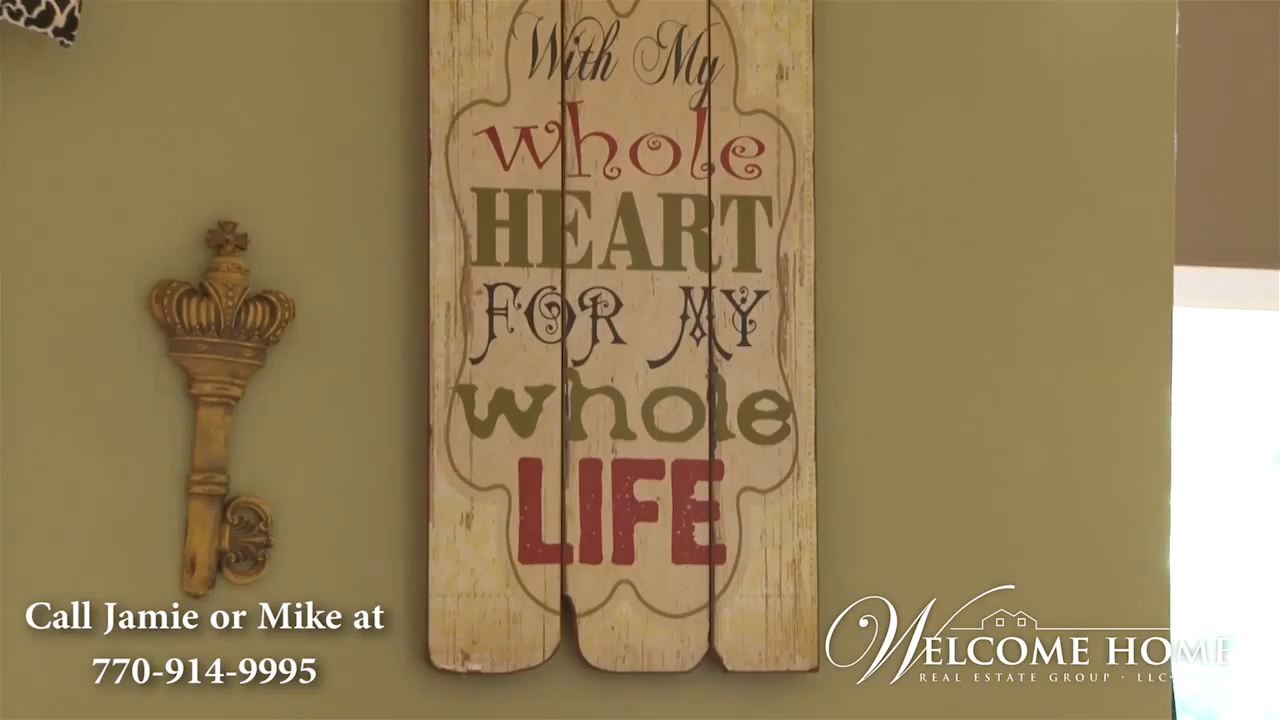 With My
whole
HEART
FOR MY
whole
LIFE
Call Jamie or Mike at
770-914-9995
WELCOME HOME
REAL ESTATE GROUP · LLC